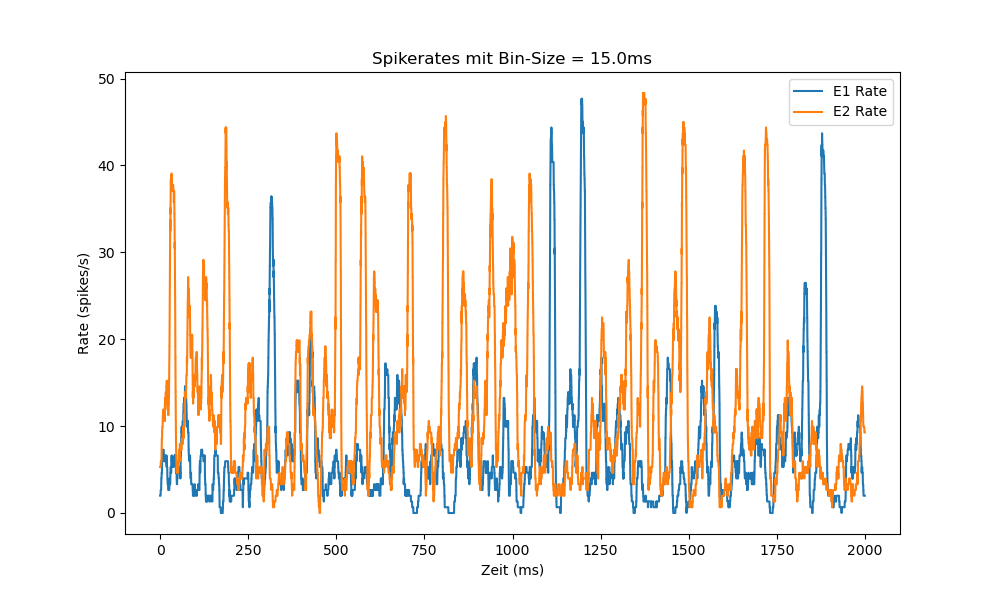 Spikerates mit Bin-Size = 15.0ms
E1 Rate
E2 Rate
Rate (spikes/s)
50
40
30
20
10
0
0 250 500 750 1000 1250 1500 1750 2000
Zeit (ms)